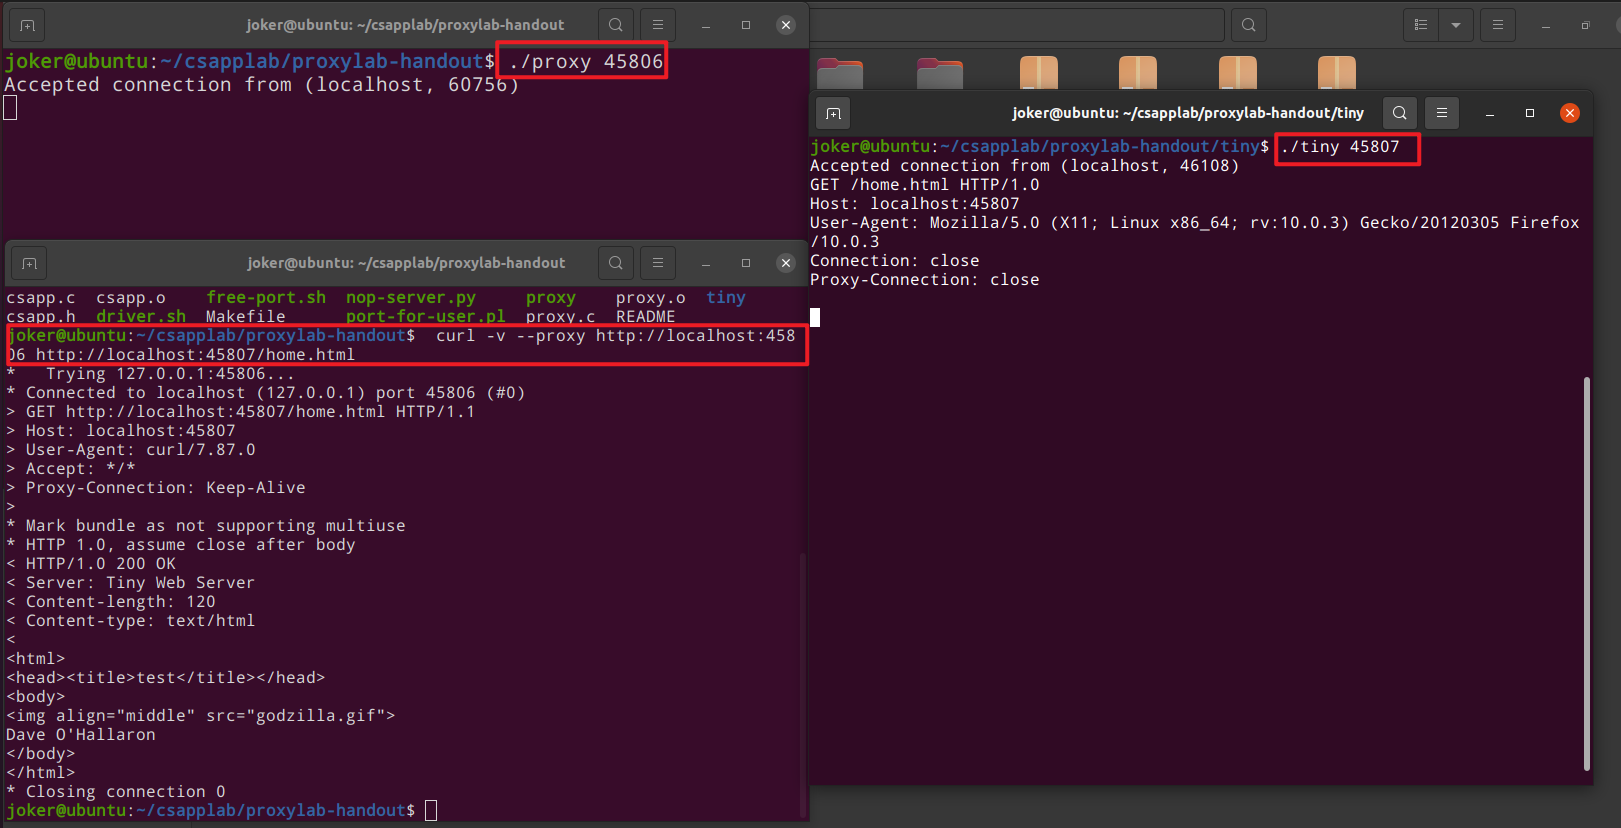 joker@ubuntu: ~/csapplab/proxylab-handout
joker@ubuntu:~/csapplab/proxylab-handout$ ./proxy 45806
Accepted connection from (localhost, 60756)
joker@ubuntu: ~/csapplab/proxylab-handout
csapp.c csapp.o free-port.sh nop-server.py proxy proxy.o tiny
csapp.h driver.sh Makefile port-for-user.pl proxy.c README
joker@ubuntu:~/csapplab/proxylab-handout$ curl -v --proxy http://localhost:458
06 http://localhost:45807/home.html
* Trying 127.0.0.1:45806...
* Connected to localhost (127.0.0.1) port 45806 (#0)
> GET http://localhost:45807/home.html HTTP/1.1
> Host: localhost:45807
> User-Agent: curl/7.87.0
> Accept: */*
> Proxy-Connection: Keep-Alive
>
* Mark bundle as not supporting multiuse
* HTTP 1.0, assume close after body
< HTTP/1.0 200 OK
< Server: Tiny Web Server
< Content-length: 120
< Content-type: text/html
<
<html>
<head><title>test</title></head>
<body>
<img align="middle" src="godzilla.gif">
Dave O'Hallaron
</body>
</html>
* Closing connection 0
joker@ubuntu:~/csapplab/proxylab-handout$
joker@ubuntu: ~/csapplab/proxylab-handout/tiny
joker@ubuntu:~/csapplab/proxylab-handout/tiny$ ./tiny 45807
Accepted connection from (localhost, 46108)
GET /home.html HTTP/1.0
Host: localhost:45807
User-Agent: Mozilla/5.0 (X11; Linux x86_64; rv:10.0.3) Gecko/20120305 Firefox
/10.0.3
Connection: close
Proxy-Connection: close